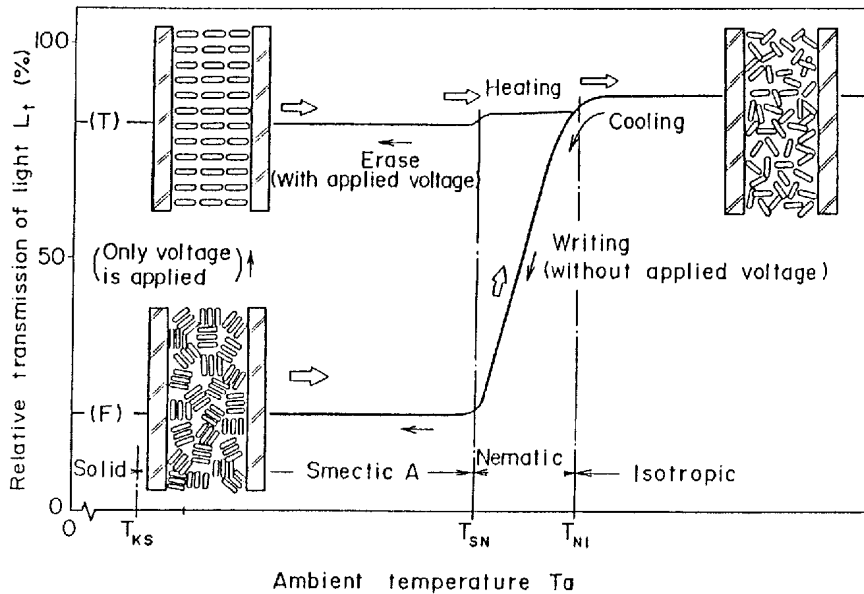 Relative transmission of light Lt (%)
100
(T)
Heating
Cooling
Erase
(with applied voltage)
50
(Only voltage
is applied)
Writing
(without applied voltage)
(F)
Solid
Smectic A
Nematic
Isotropic
0
0
TKS
TSN
TNI
Ambient temperature Ta